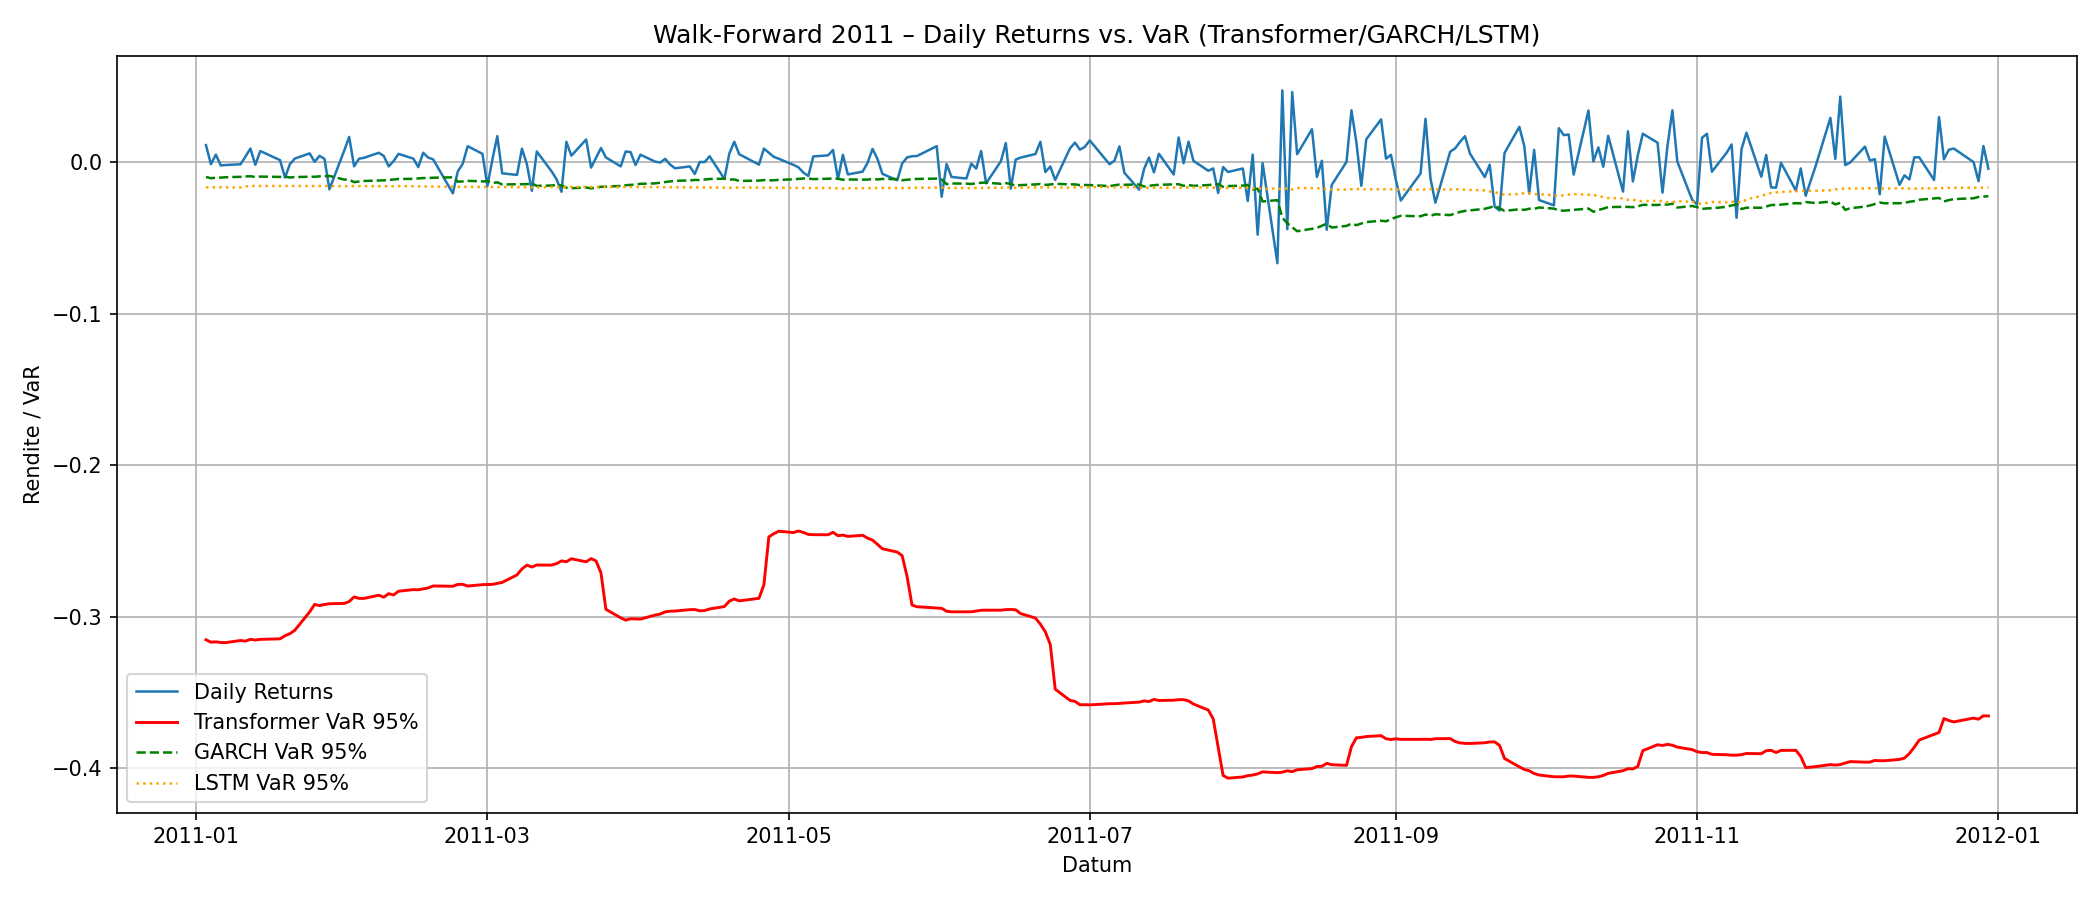 Walk-Forward 2011 – Daily Returns vs. VaR (Transformer/GARCH/LSTM)
Rendite / VaR
0.0
−0.1
−0.2
−0.3
−0.4
Daily Returns
Transformer VaR 95%
GARCH VaR 95%
LSTM VaR 95%
2011-01 2011-03 2011-05 2011-07 2011-09 2011-11 2012-01
Datum